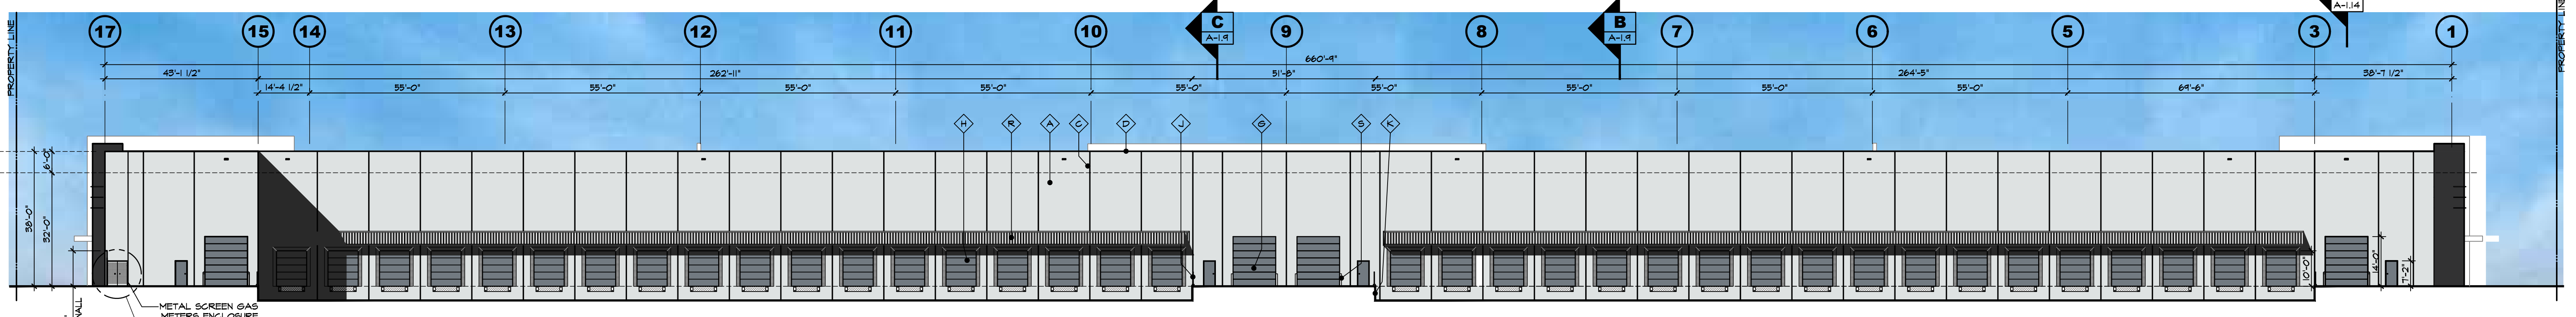 PROPERTY LINE
17
15
14
13
12
11
10
C
A-1.9
9
8
B
A-1.9
7
6
5
3
A-1.14
1
PROPERTY LINE
660'-9"
43'-1 1/2"
262'-11"
51'-8"
264'-5"
38'-7 1/2"
14'-4 1/2"
55'-0"
55'-0"
55'-0"
55'-0"
55'-0"
55'-0"
55'-0"
55'-0"
55'-0"
69'-6"
H
R
A
C
D
J
G
S
K
6'-0"
38'-0"
32'-0"
10'-0"
14'-0"
7'-2"
METAL SCREEN GAS
METERS ENCLOSURE
WALL